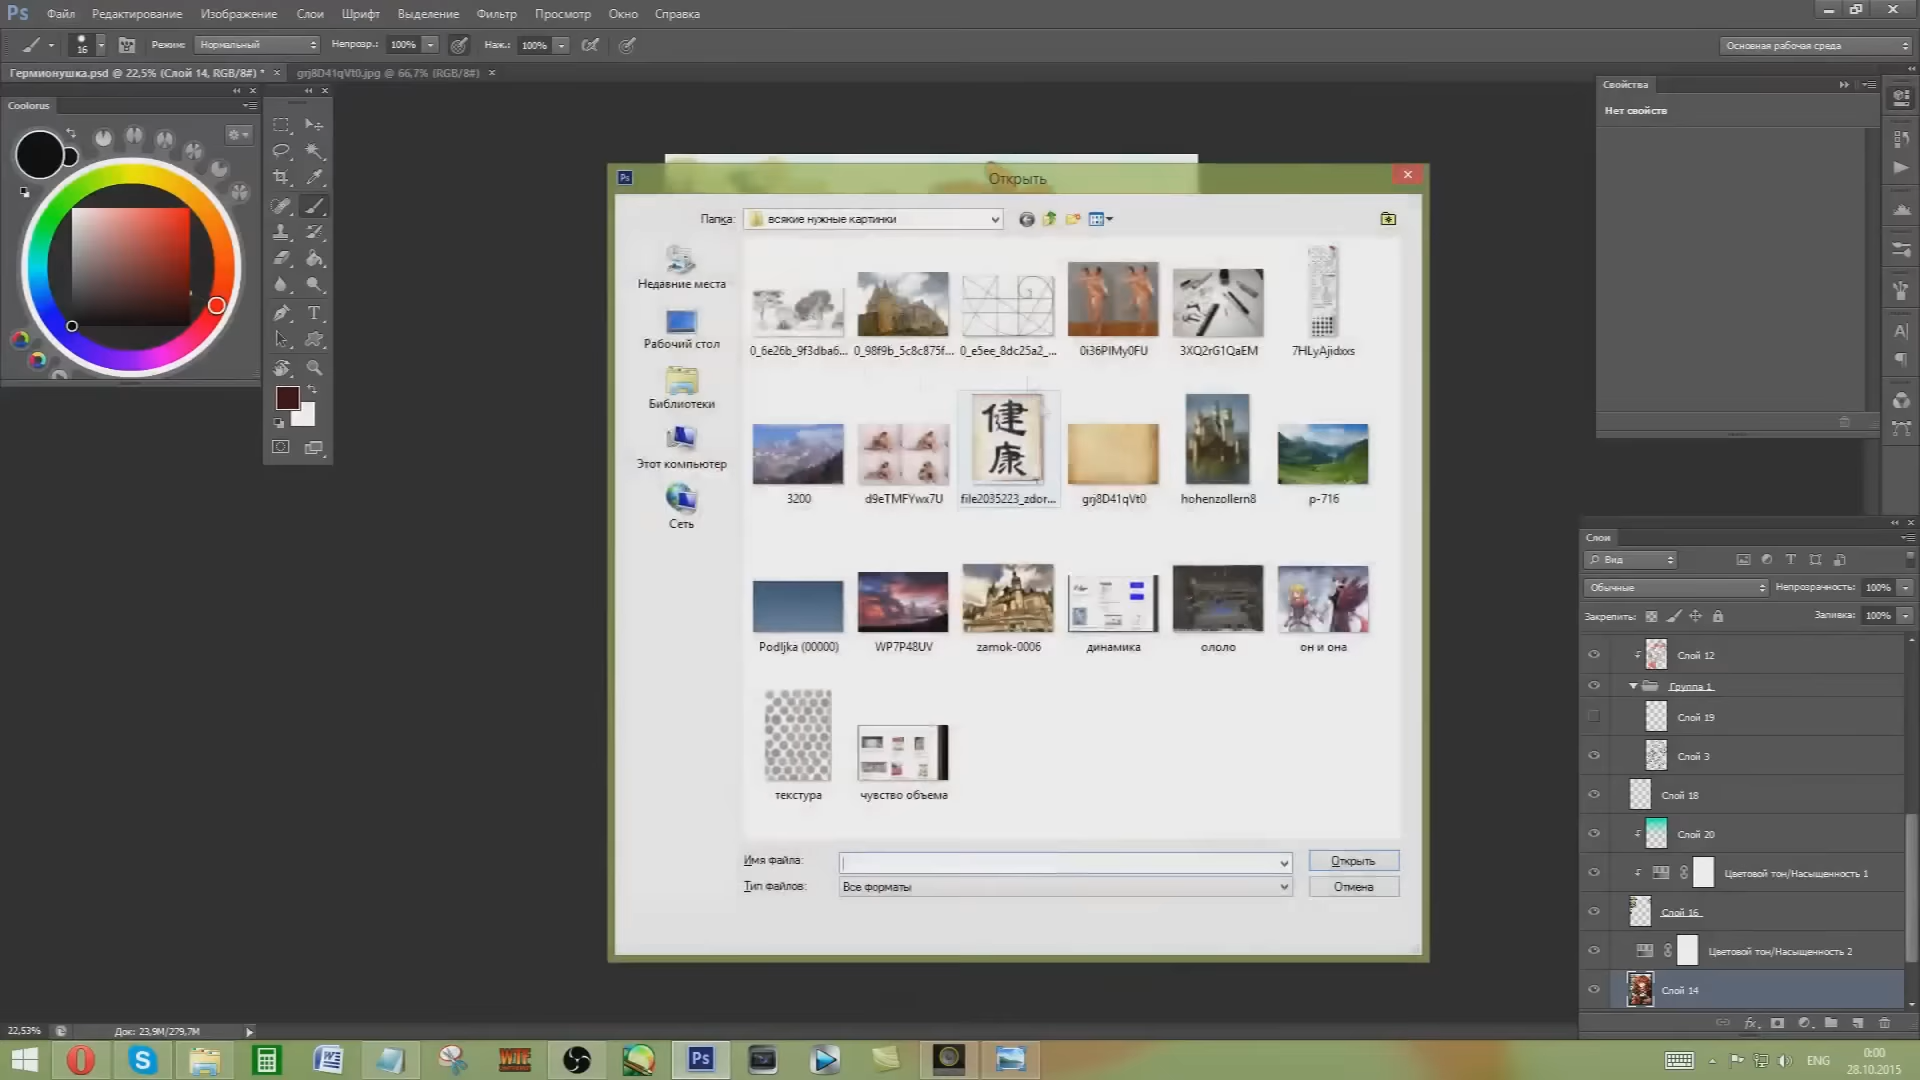 Ps Файл Редактирование Изображение Слои Шрифт Выделение Фильтр Просмотр Окно Справка
16 Режим: Нормальный Непрозр.: 100% Наж.: 100% Основная рабочая среда
Гермионушка.psd @ 22,5% (Слой 14, RGB/8#) * × grj8D41qVt0.jpg @ 66,7% (RGB/8#) ×
Coolorus
Свойства
Нет свойств
Ps Открыть
Папка: всякие нужные картинки
Недавние места
Рабочий стол
Библиотеки
Этот компьютер
Сеть
0_6e26b_9f3dba6... 0_98f9b_5c8c875f... 0_e5ee_8dc25a2_... 0i36PIMy0FU 3XQ2rG1QaEM 7HLyAjidxxs
健
康
3200 d9eTMFYwx7U file2035223_zdor... grj8D41qVt0 hohenzollern8 p-716
Podljka (00000) WP7P48UV zamok-0006 динамика ололо он и она
текстура чувство объема
Имя файла: Открыть
Тип файлов: Все форматы Отмена
Слои
Вид
Обычные Непрозрачность: 100%
Закрепить: Заливка: 100%
Слой 12
Группа 1
Слой 19
Слой 3
Слой 18
Слой 20
Цветовой тон/Насыщенность 1
Слой 16
Цветовой тон/Насыщенность 2
Слой 14
22,53% Док: 23,9M/279,7M
WTF Ps ENG 0:00
28.10.2015